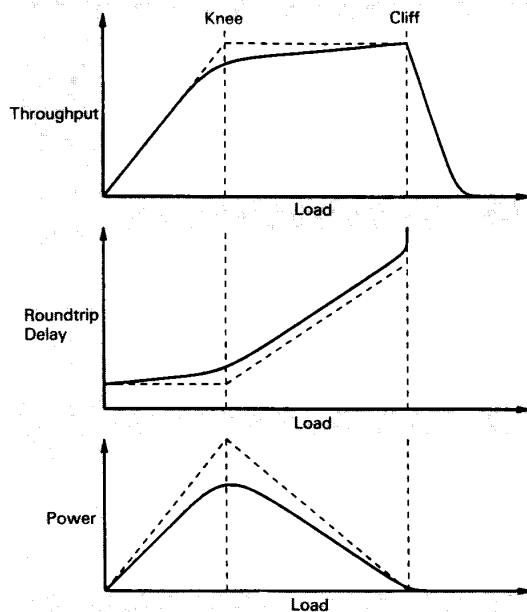 Knee
Cliff
Throughput
Load
Roundtrip
Delay
Load
Power
Load